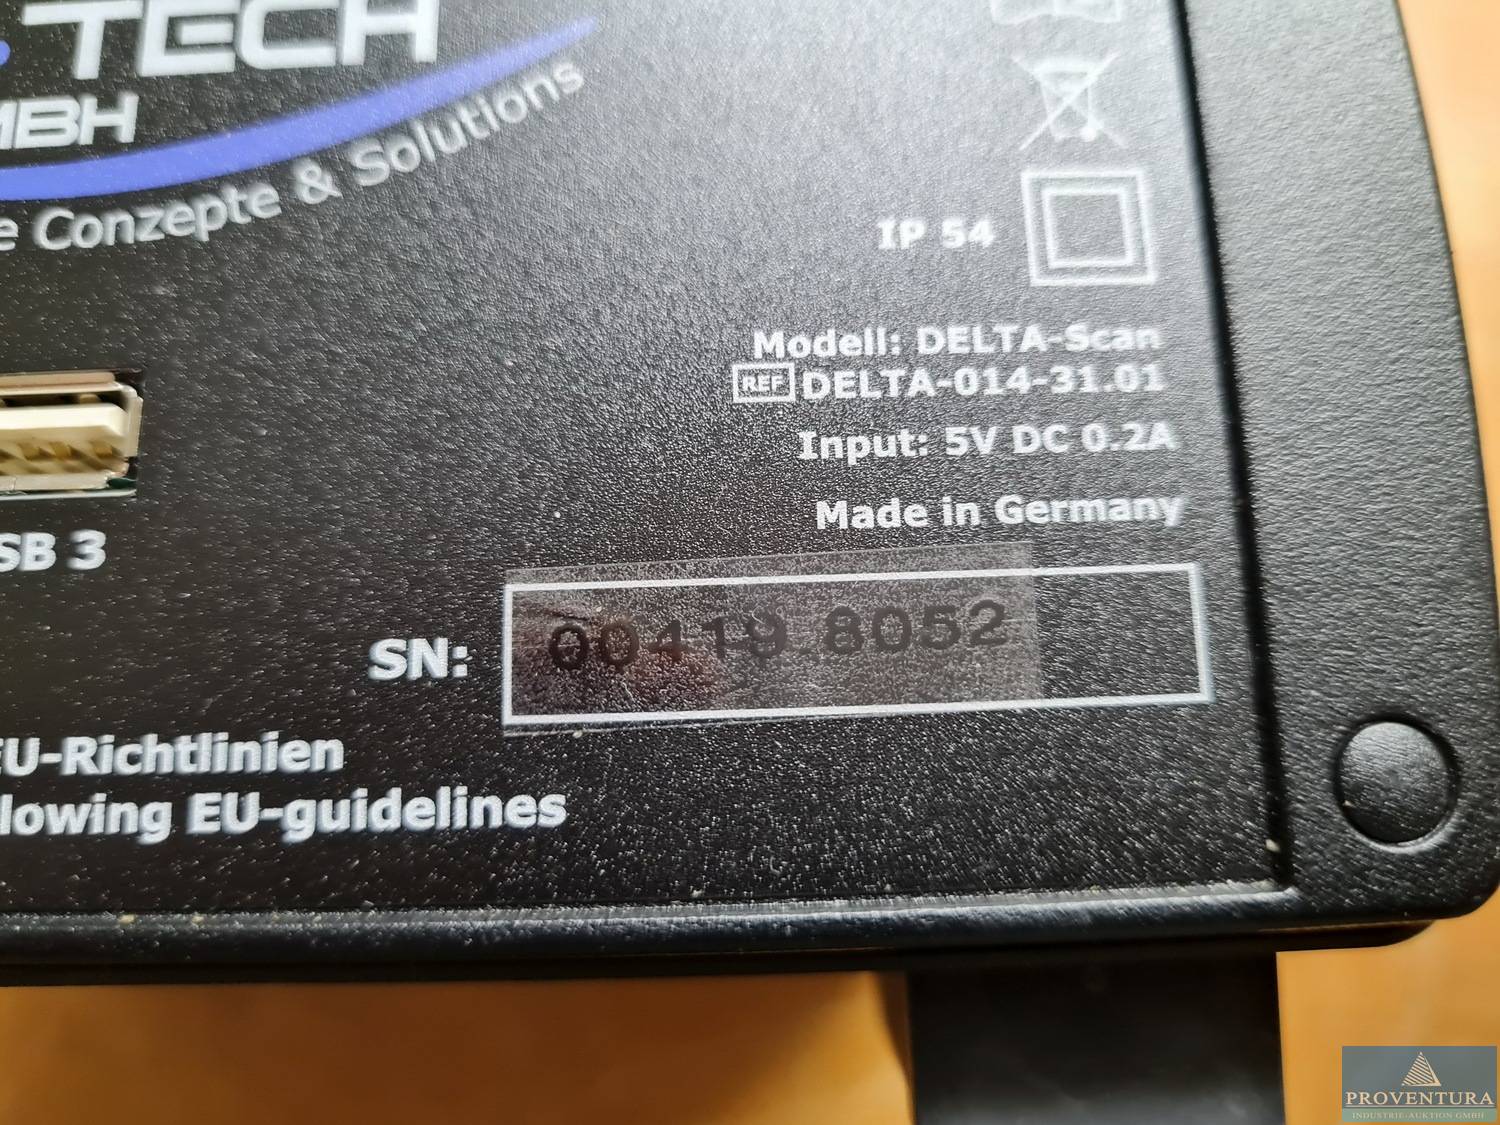 TECH
MBH
e Conzepte & Solutions
IP 54
Modell: DELTA-Scan
REF DELTA-014-31.01
Input: 5V DC 0.2A
Made in Germany
SB 3
SN: 00419 8052
EU-Richtlinien
lowing EU-guidelines
PROVENTURA
INDUSTRIE-AUKTION GMBH